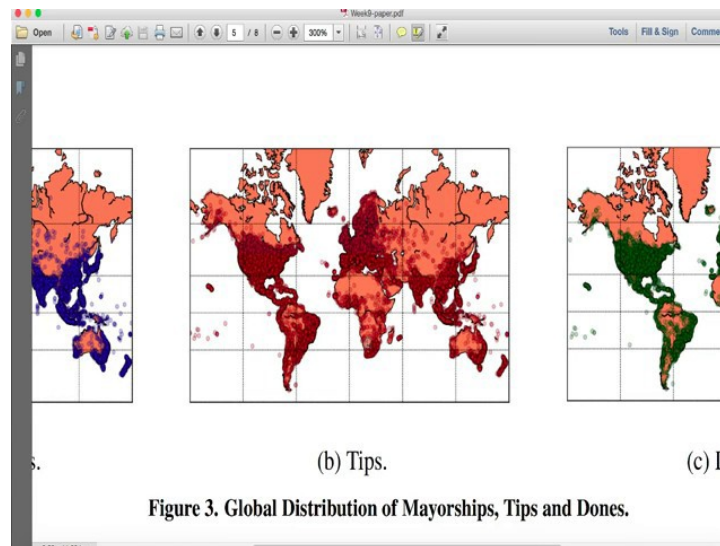 Week9-paper.pdf
Open 5 / 8 300% Tools Fill & Sign Comme
s. (b) Tips. (c) D
Figure 3. Global Distribution of Mayorships, Tips and Dones.